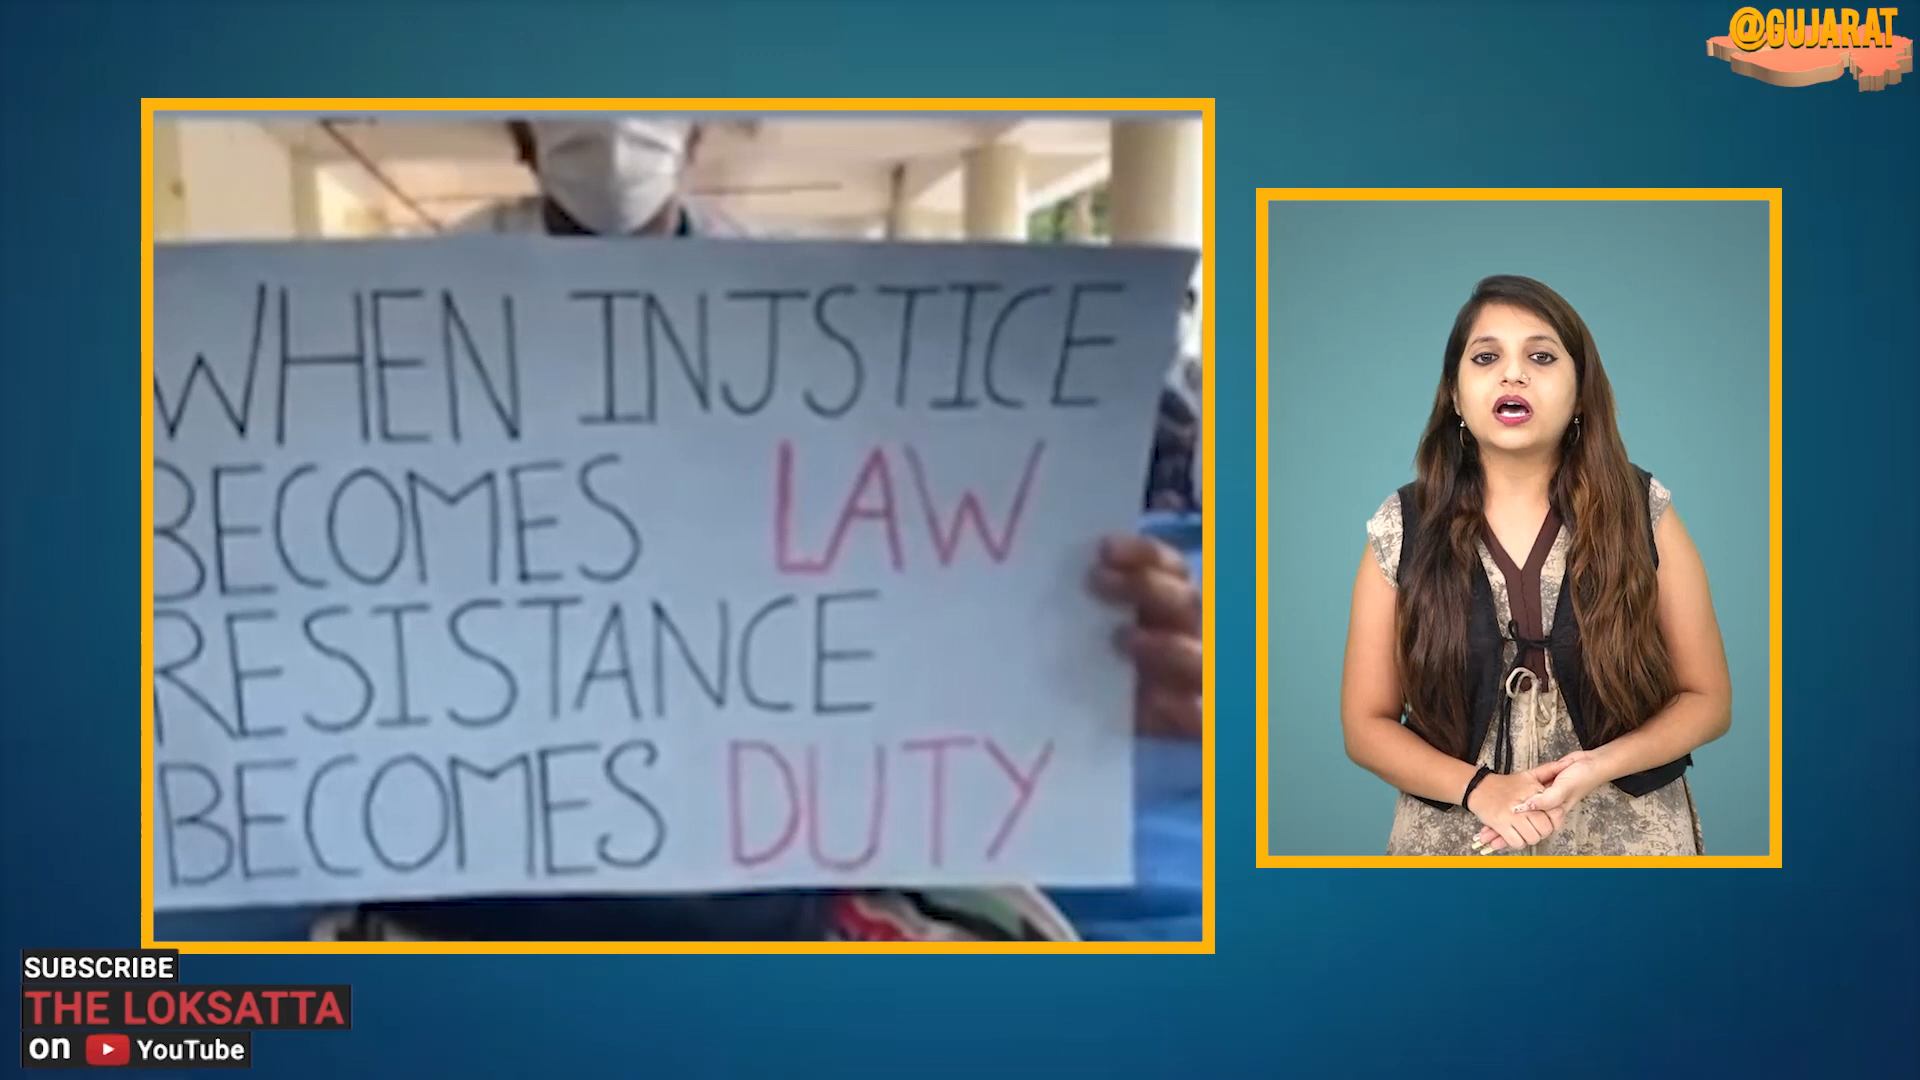 @GUJARAT
WHEN INJSTICE
BECOMES LAW
RESISTANCE
BECOMES DUTY
SUBSCRIBE
THE LOKSATTA
on YouTube